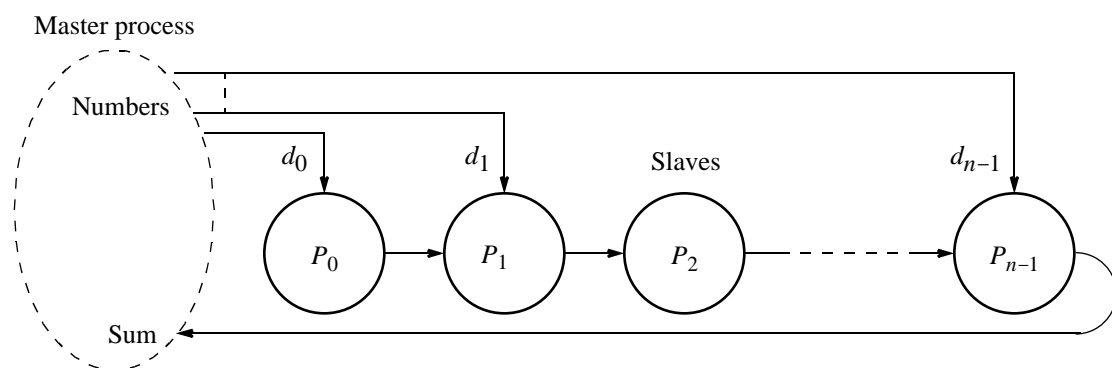 Master process
Numbers
d0
d1
Slaves
dn−1
P0
P1
P2
Pn−1
Sum